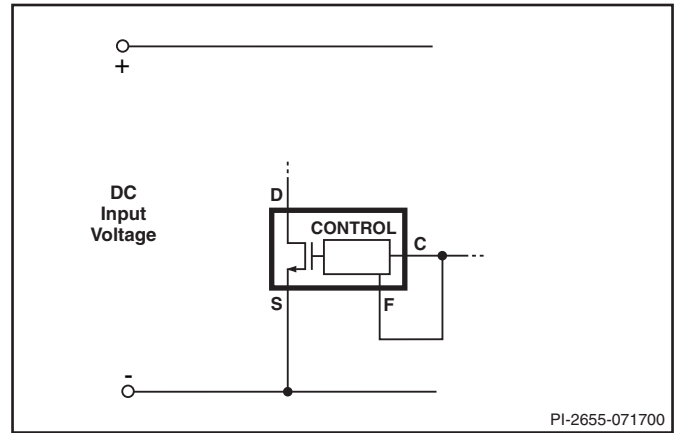 +
DC
Input
Voltage
D
CONTROL
C
S
F
-
PI-2655-071700